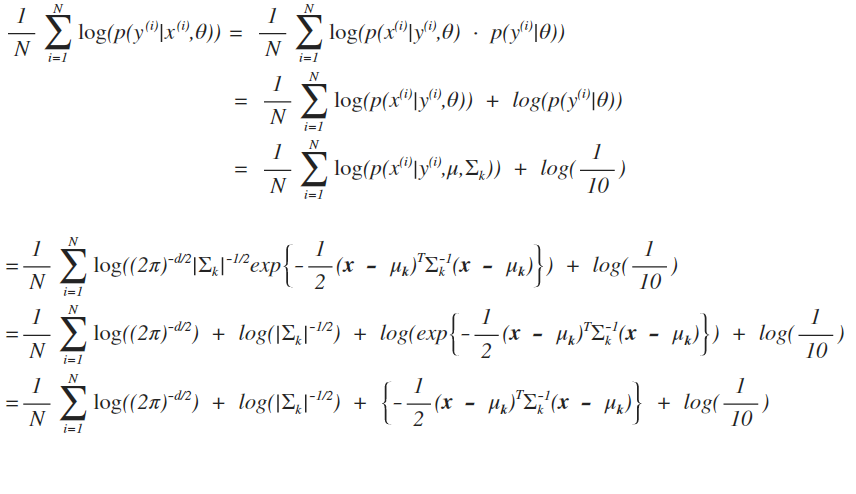 1/N ∑_{i=1}^{N} log(p(y^{(i)}|x^{(i)},θ)) = 1/N ∑_{i=1}^{N} log(p(x^{(i)}|y^{(i)},θ) · p(y^{(i)}|θ))
= 1/N ∑_{i=1}^{N} log(p(x^{(i)}|y^{(i)},θ)) + log(p(y^{(i)}|θ))
= 1/N ∑_{i=1}^{N} log(p(x^{(i)}|y^{(i)},μ,Σ_k)) + log(1/10)
= 1/N ∑_{i=1}^{N} log((2π)^{-d/2}|Σ_k|^{-1/2}exp{-1/2(x - μ_k)^TΣ_k^{-1}(x - μ_k)}) + log(1/10)
= 1/N ∑_{i=1}^{N} log((2π)^{-d/2}) + log(|Σ_k|^{-1/2}) + log(exp{-1/2(x - μ_k)^TΣ_k^{-1}(x - μ_k)}) + log(1/10)
= 1/N ∑_{i=1}^{N} log((2π)^{-d/2}) + log(|Σ_k|^{-1/2}) + {-1/2(x - μ_k)^TΣ_k^{-1}(x - μ_k)} + log(1/10)